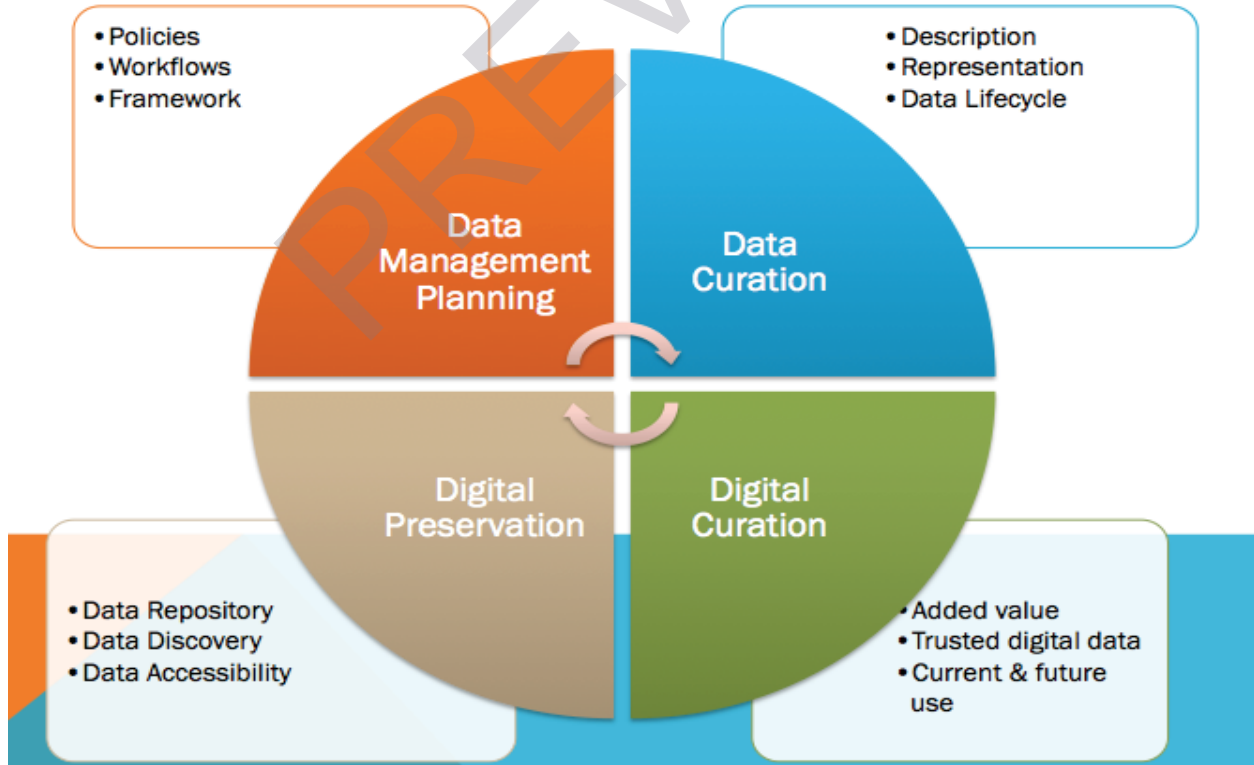 • Policies
• Workflows
• Framework
• Description
• Representation
• Data Lifecycle
Data
Management
Planning
Data
Curation
Digital
Preservation
Digital
Curation
• Data Repository
• Data Discovery
• Data Accessibility
• Added value
• Trusted digital data
• Current & future
use
PREV